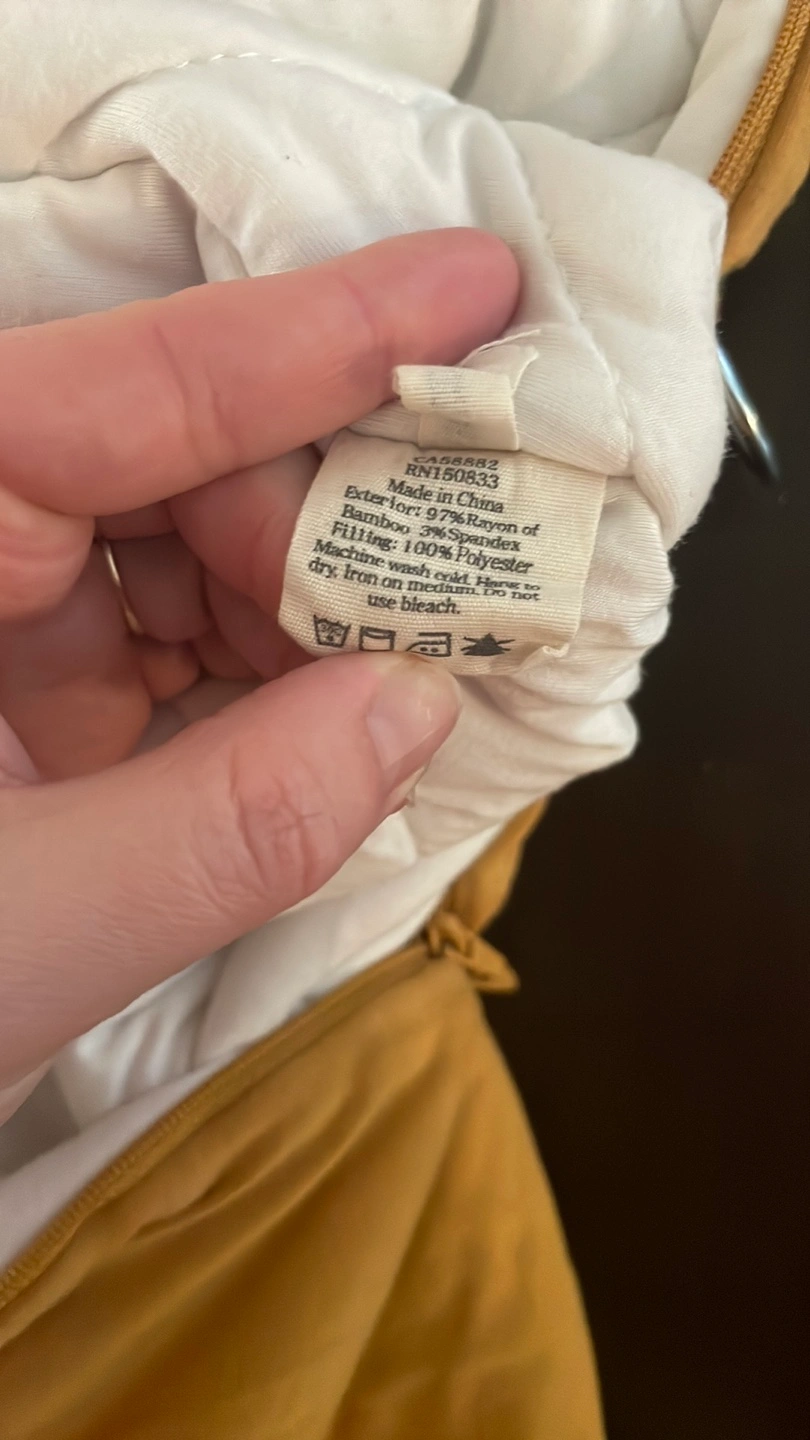 CA58882
RN150833
Made in China
Exterior: 97%Rayon of
Bamboo 3%Spandex
Filling: 100%Polyester
Machine wash cold. Hang to
dry. Iron on medium. Do not
use bleach.